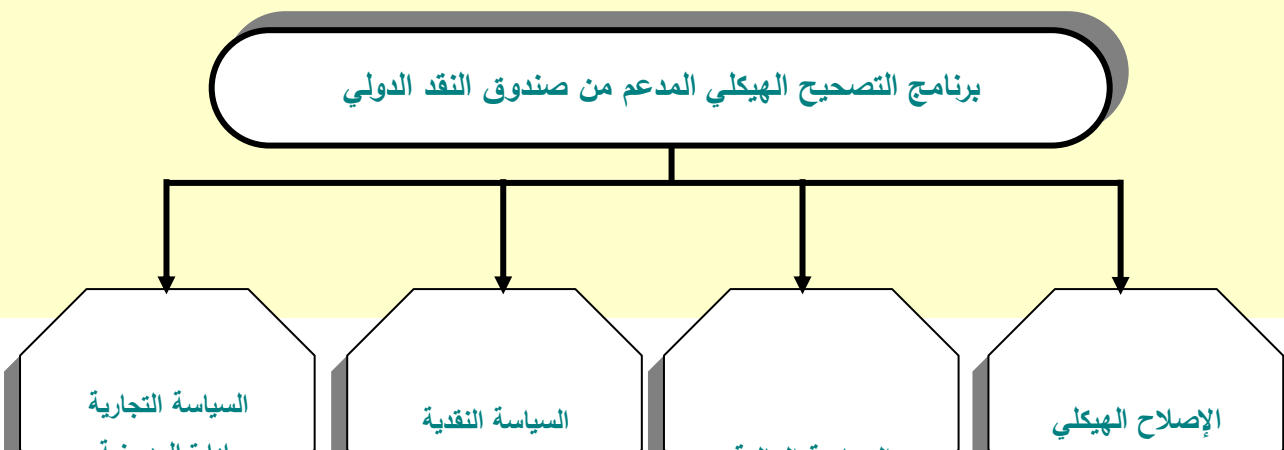 برنامج التصحيح الهيكلي المدعم من صندوق النقد الدولي
الإصلاح الهيكلي
السياسة النقدية
السياسة التجارية